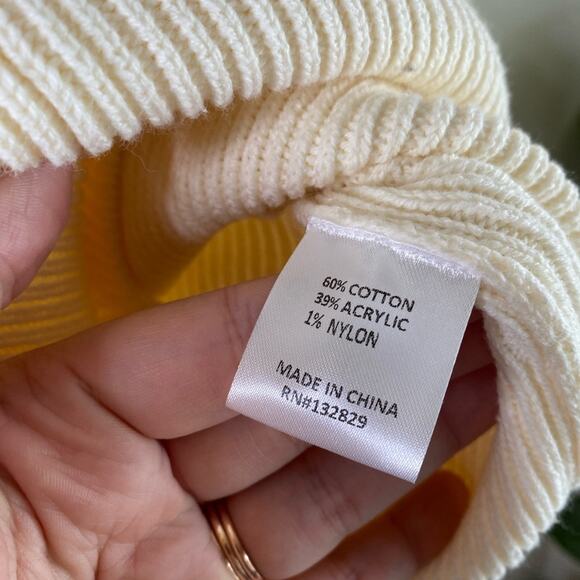 60% COTTON
39% ACRYLIC
1% NYLON
MADE IN CHINA
RN#132829